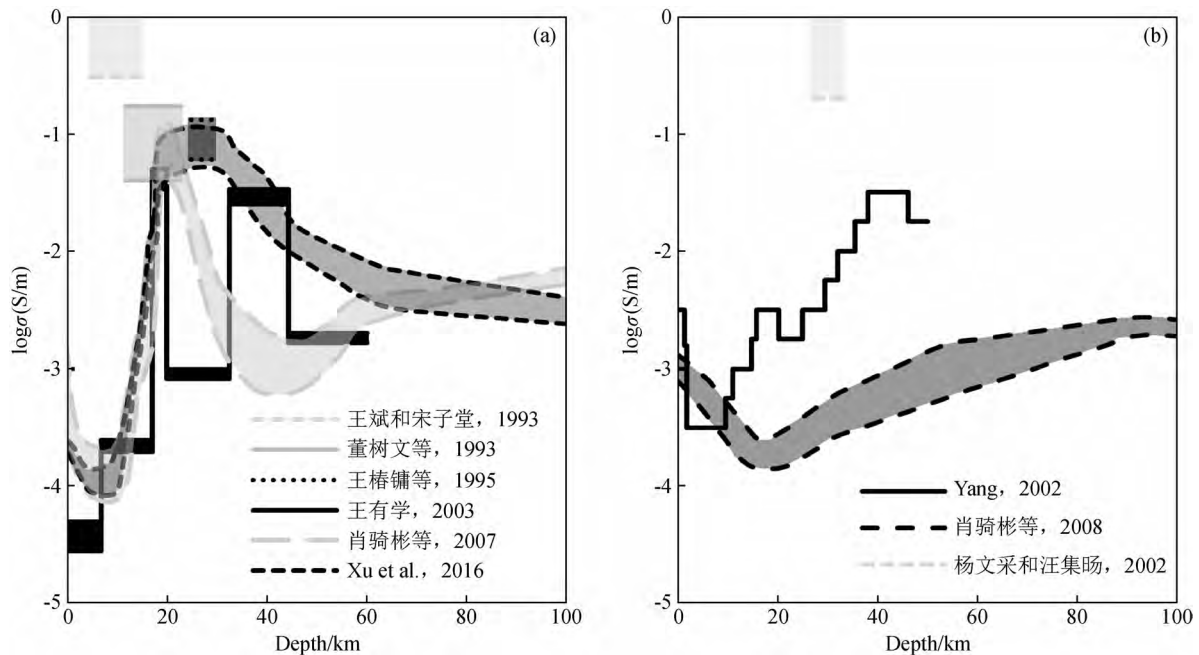 (a)
0
-1
-2
-3
-4
-5
logσ(S/m)
0
20
40
60
80
100
Depth/km
王斌和宋子堂，1993
董树文等，1993
王椿镛等，1995
王有学，2003
肖骑彬等，2007
Xu et al.，2016
(b)
0
-1
-2
-3
-4
-5
logσ(S/m)
0
20
40
60
80
100
Depth/km
Yang，2002
肖骑彬等，2008
杨文采和汪集旸，2002